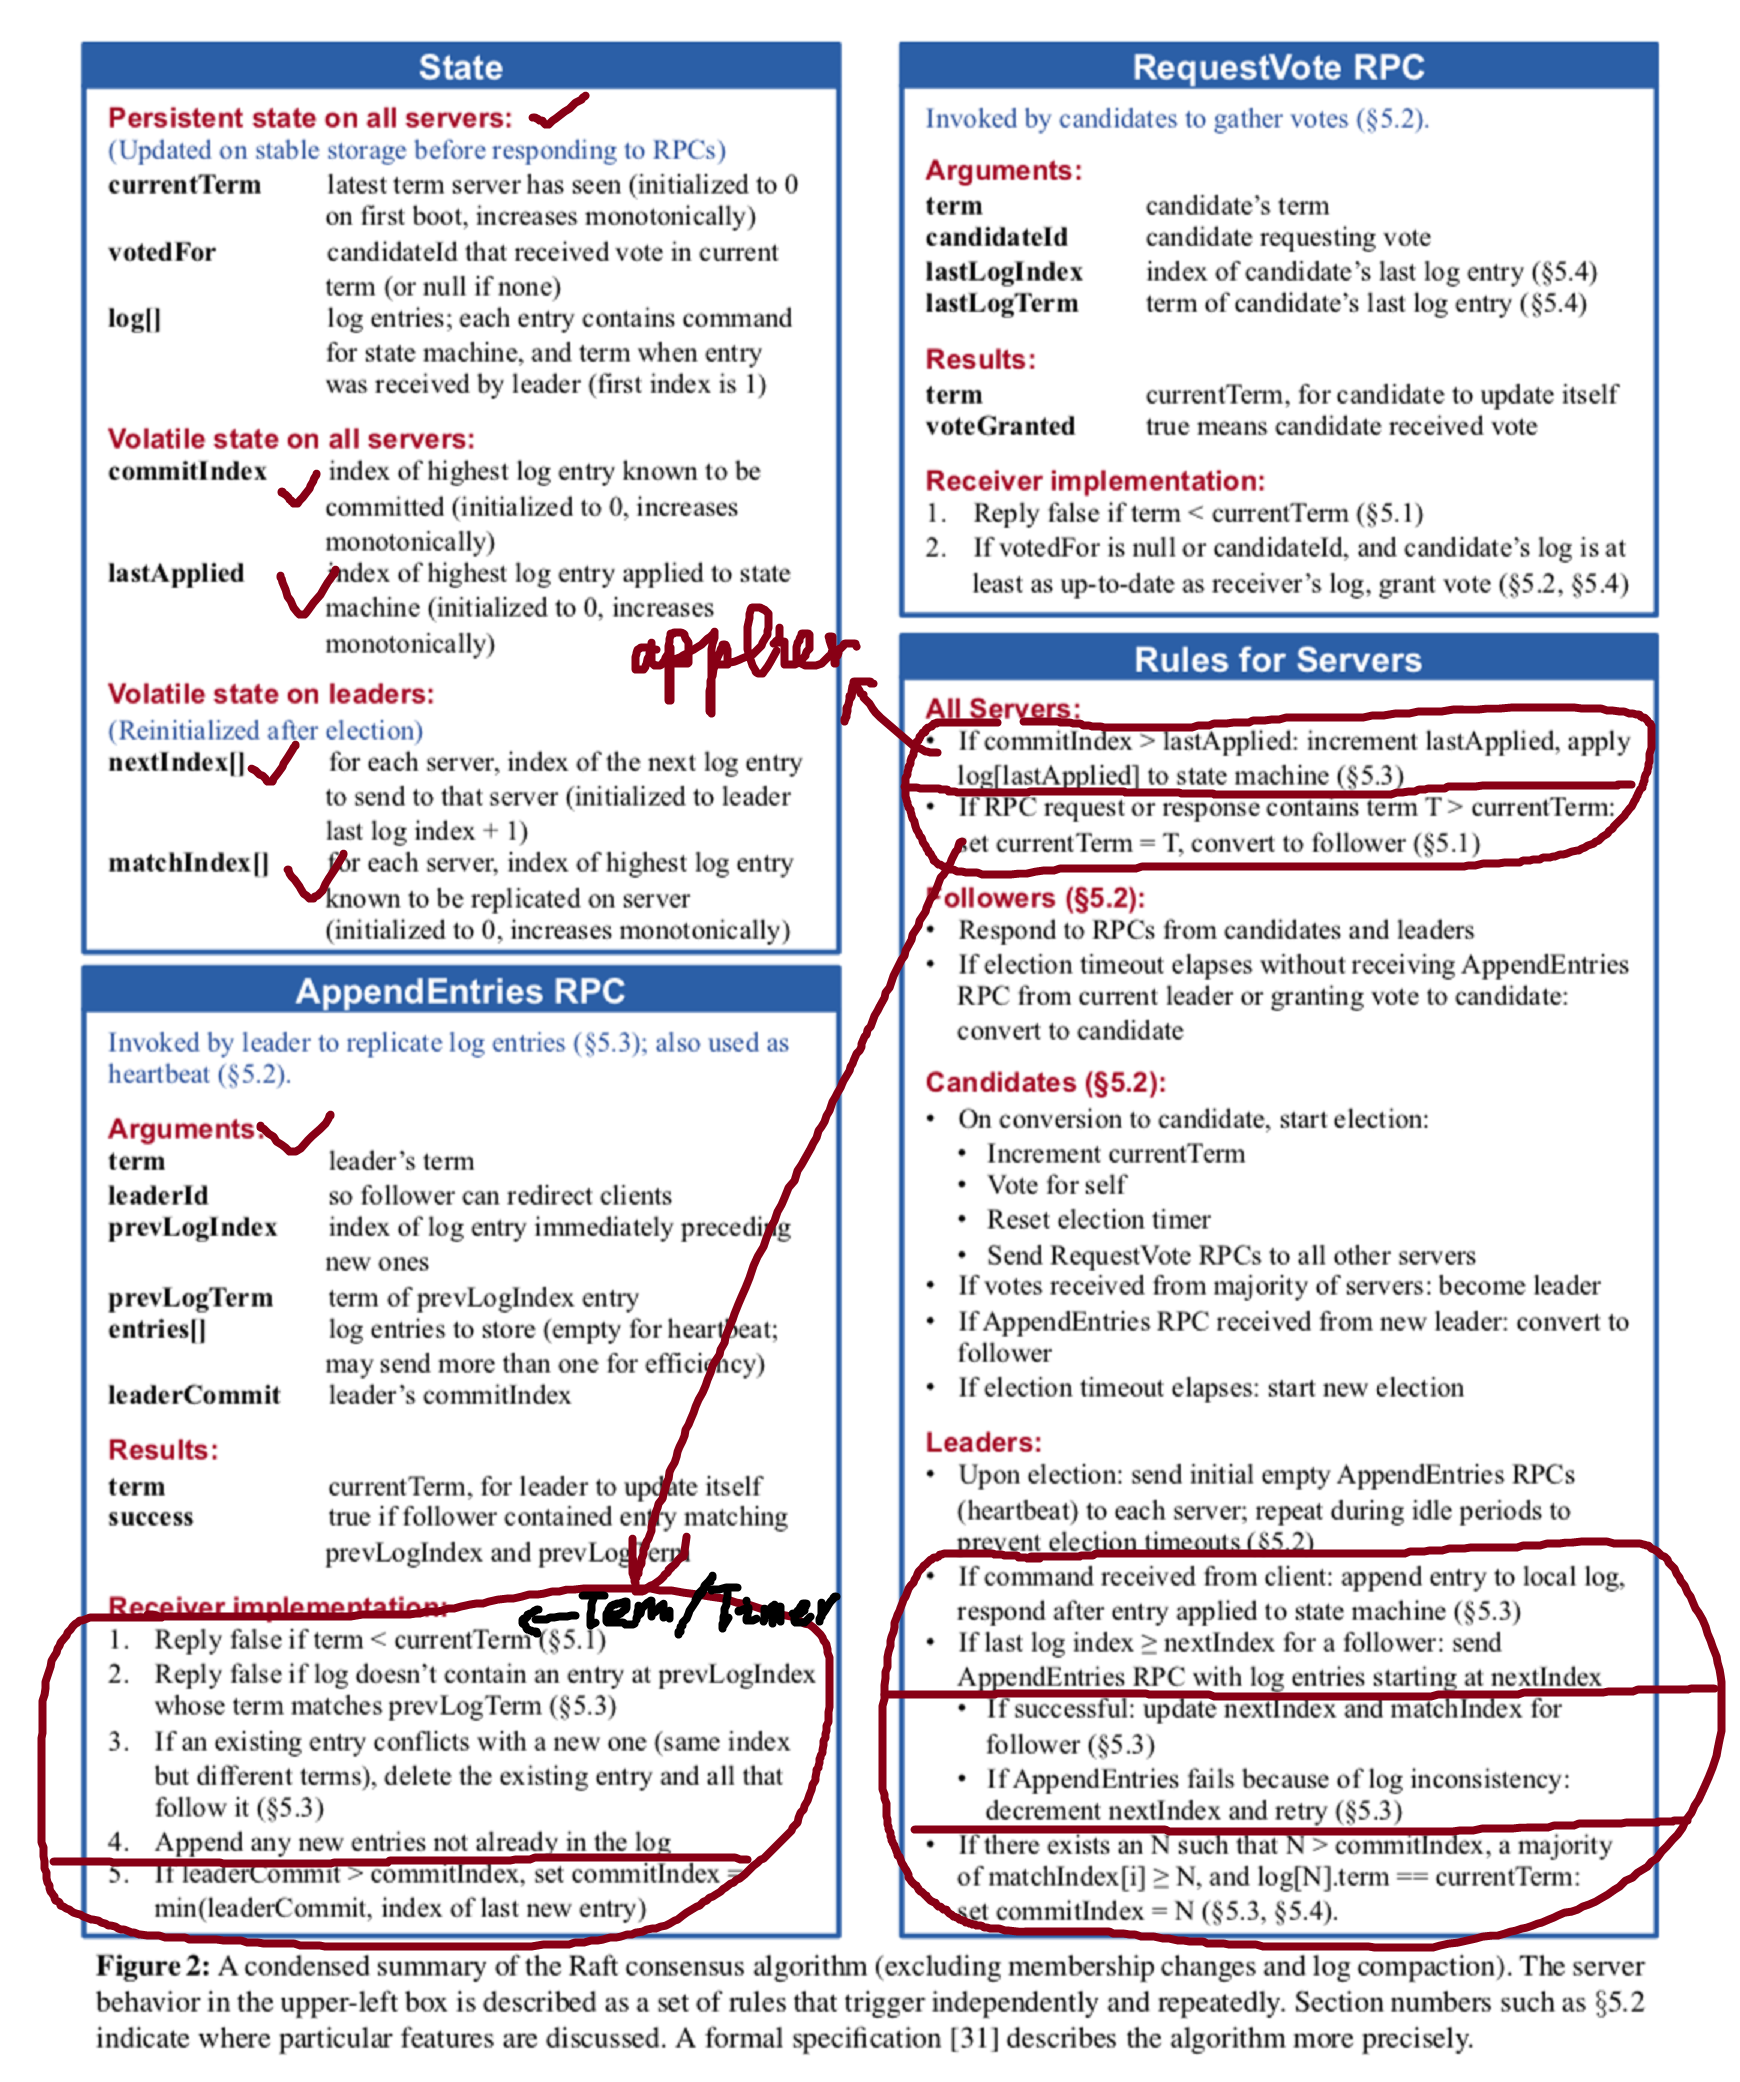 State
Persistent state on all servers:
(Updated on stable storage before responding to RPCs)
currentTerm latest term server has seen (initialized to 0
on first boot, increases monotonically)
votedFor candidateId that received vote in current
term (or null if none)
log[] log entries; each entry contains command
for state machine, and term when entry
was received by leader (first index is 1)
Volatile state on all servers:
commitIndex index of highest log entry known to be
committed (initialized to 0, increases
monotonically)
lastApplied index of highest log entry applied to state
machine (initialized to 0, increases
monotonically)
applier
Volatile state on leaders:
(Reinitialized after election)
nextIndex[] for each server, index of the next log entry
to send to that server (initialized to leader
last log index + 1)
matchIndex[] for each server, index of highest log entry
known to be replicated on server
(initialized to 0, increases monotonically)
AppendEntries RPC
Invoked by leader to replicate log entries (§5.3); also used as
heartbeat (§5.2).
Arguments:
term leader's term
leaderId so follower can redirect clients
prevLogIndex index of log entry immediately preceding
new ones
prevLogTerm term of prevLogIndex entry
entries[] log entries to store (empty for heartbeat;
may send more than one for efficiency)
leaderCommit leader's commitIndex
Results:
term currentTerm, for leader to update itself
success true if follower contained entry matching
prevLogIndex and prevLogTerm
Receiver implementation: ←Term/Timer
1. Reply false if term < currentTerm (§5.1)
2. Reply false if log doesn't contain an entry at prevLogIndex
whose term matches prevLogTerm (§5.3)
3. If an existing entry conflicts with a new one (same index
but different terms), delete the existing entry and all that
follow it (§5.3)
4. Append any new entries not already in the log
5. If leaderCommit > commitIndex, set commitIndex =
min(leaderCommit, index of last new entry)
RequestVote RPC
Invoked by candidates to gather votes (§5.2).
Arguments:
term candidate's term
candidateId candidate requesting vote
lastLogIndex index of candidate's last log entry (§5.4)
lastLogTerm term of candidate's last log entry (§5.4)
Results:
term currentTerm, for candidate to update itself
voteGranted true means candidate received vote
Receiver implementation:
1. Reply false if term < currentTerm (§5.1)
2. If votedFor is null or candidateId, and candidate's log is at
least as up-to-date as receiver's log, grant vote (§5.2, §5.4)
Rules for Servers
All Servers:
• If commitIndex > lastApplied: increment lastApplied, apply
log[lastApplied] to state machine (§5.3)
• If RPC request or response contains term T > currentTerm:
set currentTerm = T, convert to follower (§5.1)
Followers (§5.2):
• Respond to RPCs from candidates and leaders
• If election timeout elapses without receiving AppendEntries
RPC from current leader or granting vote to candidate:
convert to candidate
Candidates (§5.2):
• On conversion to candidate, start election:
• Increment currentTerm
• Vote for self
• Reset election timer
• Send RequestVote RPCs to all other servers
• If votes received from majority of servers: become leader
• If AppendEntries RPC received from new leader: convert to
follower
• If election timeout elapses: start new election
Leaders:
• Upon election: send initial empty AppendEntries RPCs
(heartbeat) to each server; repeat during idle periods to
prevent election timeouts (§5.2)
• If command received from client: append entry to local log,
respond after entry applied to state machine (§5.3)
• If last log index ≥ nextIndex for a follower: send
AppendEntries RPC with log entries starting at nextIndex
• If successful: update nextIndex and matchIndex for
follower (§5.3)
• If AppendEntries fails because of log inconsistency:
decrement nextIndex and retry (§5.3)
• If there exists an N such that N > commitIndex, a majority
of matchIndex[i] ≥ N, and log[N].term == currentTerm:
set commitIndex = N (§5.3, §5.4).
Figure 2: A condensed summary of the Raft consensus algorithm (excluding membership changes and log compaction). The server
behavior in the upper-left box is described as a set of rules that trigger independently and repeatedly. Section numbers such as §5.2
indicate where particular features are discussed. A formal specification [31] describes the algorithm more precisely.